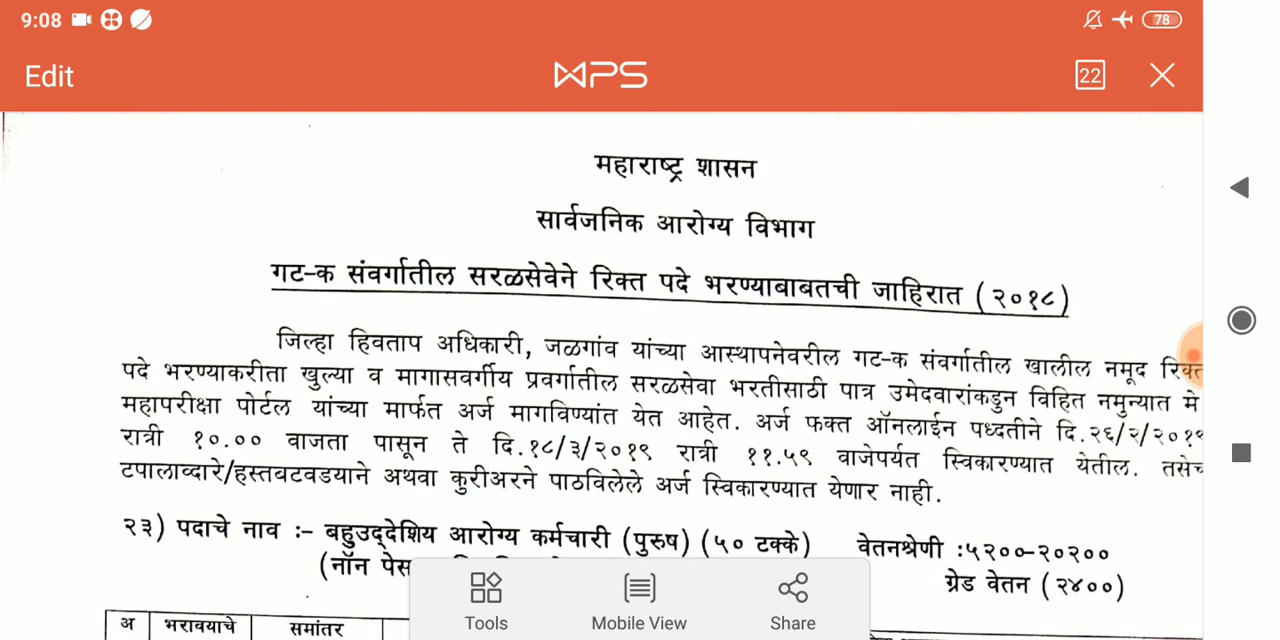 9:08
78
Edit
WPS
22
महाराष्ट्र शासन
सार्वजनिक आरोग्य विभाग
गट-क संवर्गातील सरळसेवेने रिक्त पदे भरण्याबाबतची जाहिरात (२०१८)
जिल्हा हिवताप अधिकारी, जळगांव यांच्या आस्थापनेवरील गट-क संवर्गातील खालील नमूद रिक्त
पदे भरण्याकरीता खुल्या व मागासवर्गीय प्रवर्गातील सरळसेवा भरतीसाठी पात्र उमेदवारांकडुन विहित नमुन्यात मे
महापरीक्षा पोर्टल यांच्या मार्फत अर्ज मागविण्यांत येत आहेत. अर्ज फक्त ऑनलाईन पध्दतीने दि.२६/२/२०१९
रात्री १०.०० वाजता पासून ते दि.१८/३/२०१९ रात्री ११.५९ वाजेपर्यत स्विकारण्यात येतील. तसेच
टपालाव्दारे/हस्तबटवडयाने अथवा कुरीअरने पाठविलेले अर्ज स्विकारण्यात येणार नाही.
२३) पदाचे नाव :- बहुउद्देशिय आरोग्य कर्मचारी (पुरुष) (५० टक्के) वेतनश्रेणी :५२००-२०२००
(नॉन ग्रेड वेतन (२४००)
अ भरावयाचे समांतर
Tools Mobile View Share